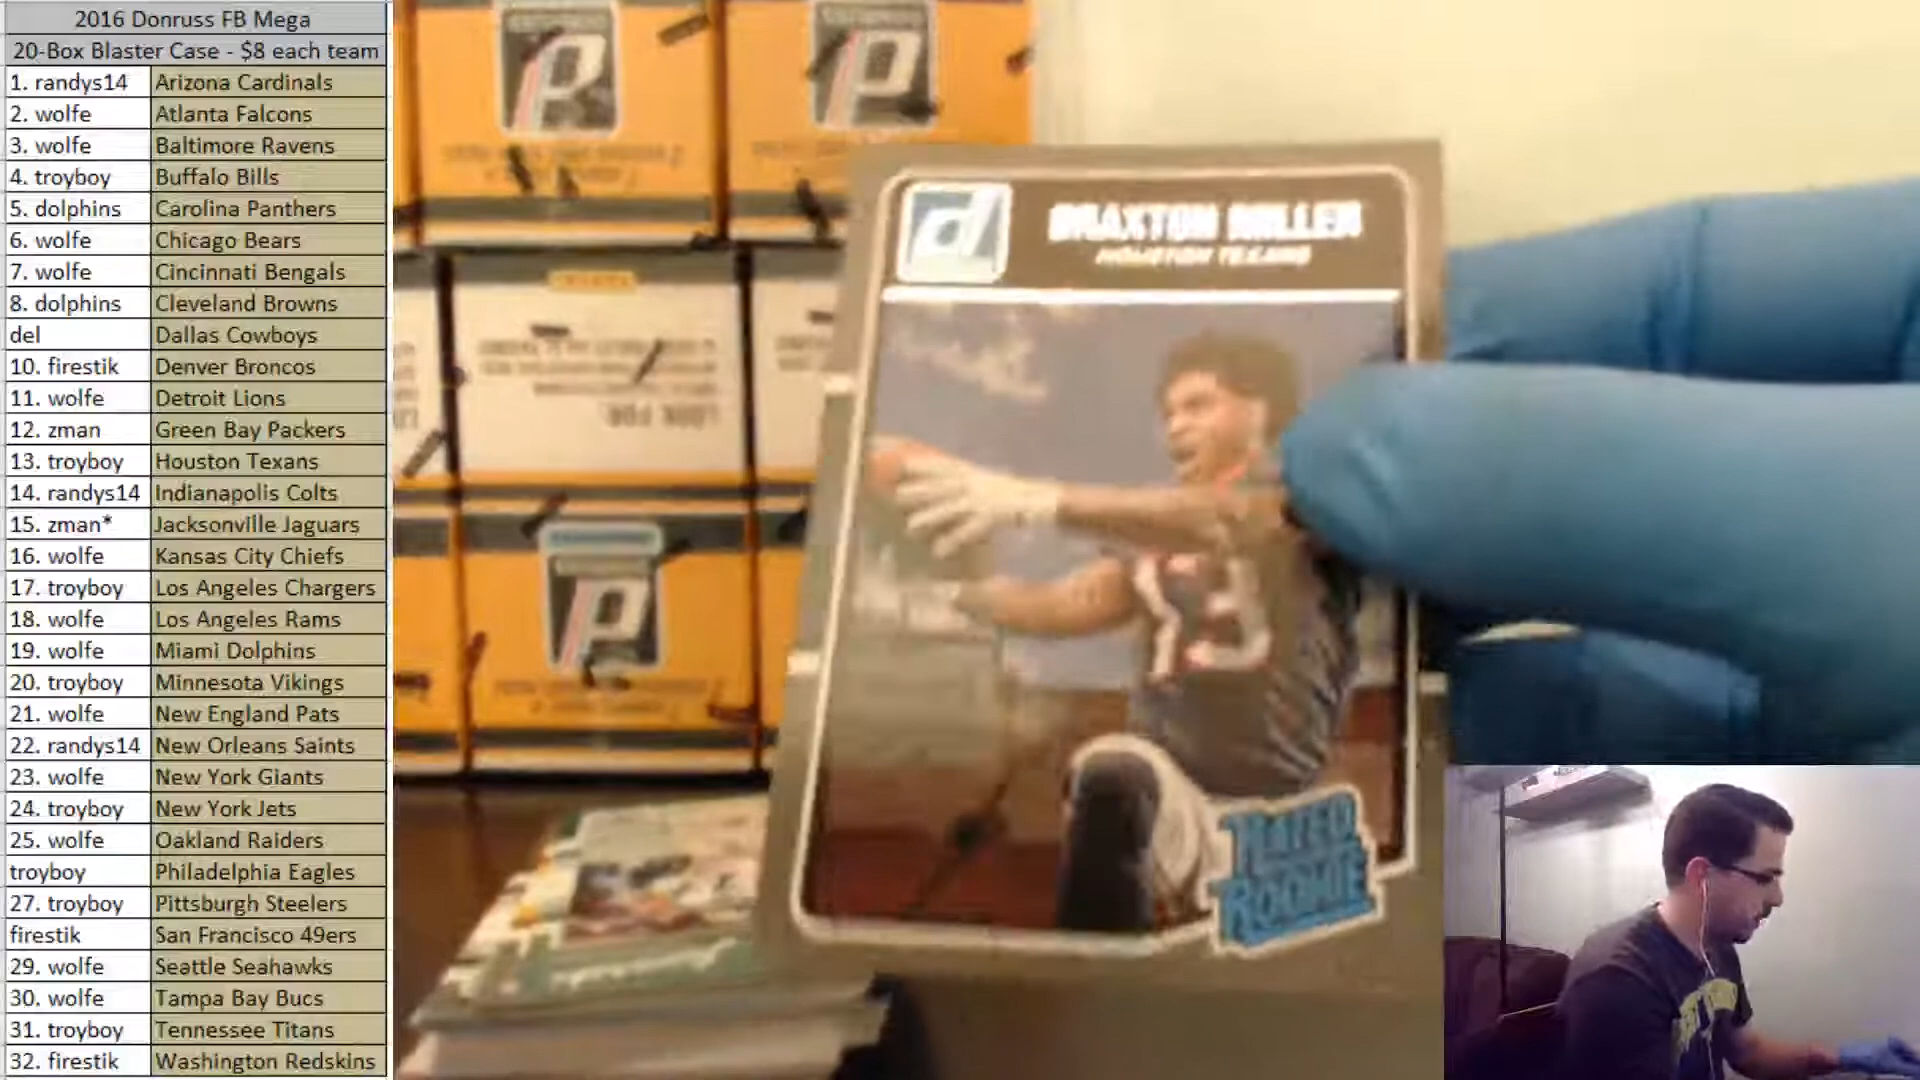 2016 Donruss FB Mega
20-Box Blaster Case - $8 each team
1. randys14 Arizona Cardinals
2. wolfe Atlanta Falcons
3. wolfe Baltimore Ravens
4. troyboy Buffalo Bills
5. dolphins Carolina Panthers
6. wolfe Chicago Bears
7. wolfe Cincinnati Bengals
8. dolphins Cleveland Browns
del Dallas Cowboys
10. firestik Denver Broncos
11. wolfe Detroit Lions
12. zman Green Bay Packers
13. troyboy Houston Texans
14. randys14 Indianapolis Colts
15. zman* Jacksonville Jaguars
16. wolfe Kansas City Chiefs
17. troyboy Los Angeles Chargers
18. wolfe Los Angeles Rams
19. wolfe Miami Dolphins
20. troyboy Minnesota Vikings
21. wolfe New England Pats
22. randys14 New Orleans Saints
23. wolfe New York Giants
24. troyboy New York Jets
25. wolfe Oakland Raiders
troyboy Philadelphia Eagles
27. troyboy Pittsburgh Steelers
firestik San Francisco 49ers
29. wolfe Seattle Seahawks
30. wolfe Tampa Bay Bucs
31. troyboy Tennessee Titans
32. firestik Washington Redskins
d
BRAXTON MILLER
HOUSTON TEXANS
13
RATED
ROOKIE
P
P
P
LOOK FOR